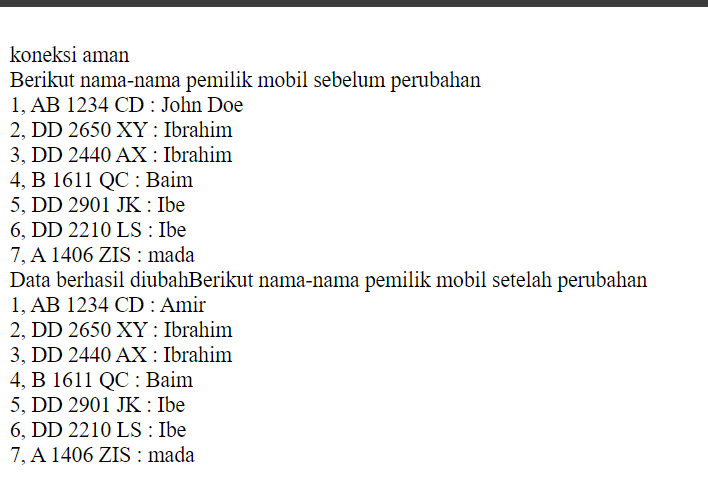 koneksi aman
Berikut nama-nama pemilik mobil sebelum perubahan
1, AB 1234 CD : John Doe
2, DD 2650 XY : Ibrahim
3, DD 2440 AX : Ibrahim
4, B 1611 QC : Baim
5, DD 2901 JK : Ibe
6, DD 2210 LS : Ibe
7, A 1406 ZIS : mada
Data berhasil diubahBerikut nama-nama pemilik mobil setelah perubahan
1, AB 1234 CD : Amir
2, DD 2650 XY : Ibrahim
3, DD 2440 AX : Ibrahim
4, B 1611 QC : Baim
5, DD 2901 JK : Ibe
6, DD 2210 LS : Ibe
7, A 1406 ZIS : mada